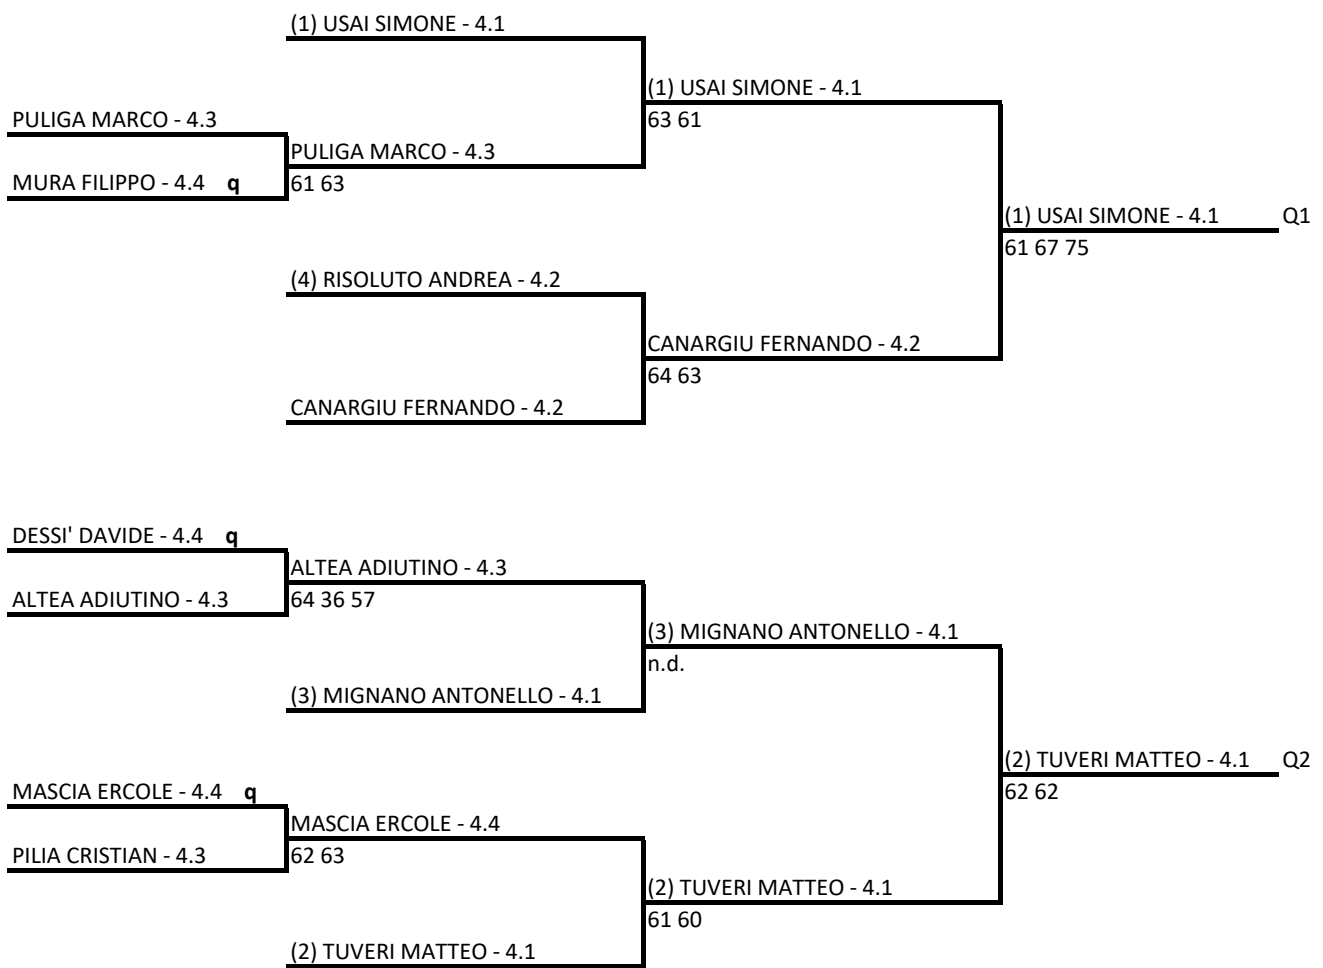 (1) USAI SIMONE - 4.1
(1) USAI SIMONE - 4.1
PULIGA MARCO - 4.3
63 61
PULIGA MARCO - 4.3
MURA FILIPPO - 4.4 q
61 63
(1) USAI SIMONE - 4.1 Q1
61 67 75
(4) RISOLUTO ANDREA - 4.2
CANARGIU FERNANDO - 4.2
64 63
CANARGIU FERNANDO - 4.2
DESSI' DAVIDE - 4.4 q
ALTEA ADIUTINO - 4.3
ALTEA ADIUTINO - 4.3
64 36 57
(3) MIGNANO ANTONELLO - 4.1
n.d.
(3) MIGNANO ANTONELLO - 4.1
(2) TUVERI MATTEO - 4.1 Q2
MASCIA ERCOLE - 4.4 q
62 62
MASCIA ERCOLE - 4.4
PILIA CRISTIAN - 4.3
62 63
(2) TUVERI MATTEO - 4.1
61 60
(2) TUVERI MATTEO - 4.1